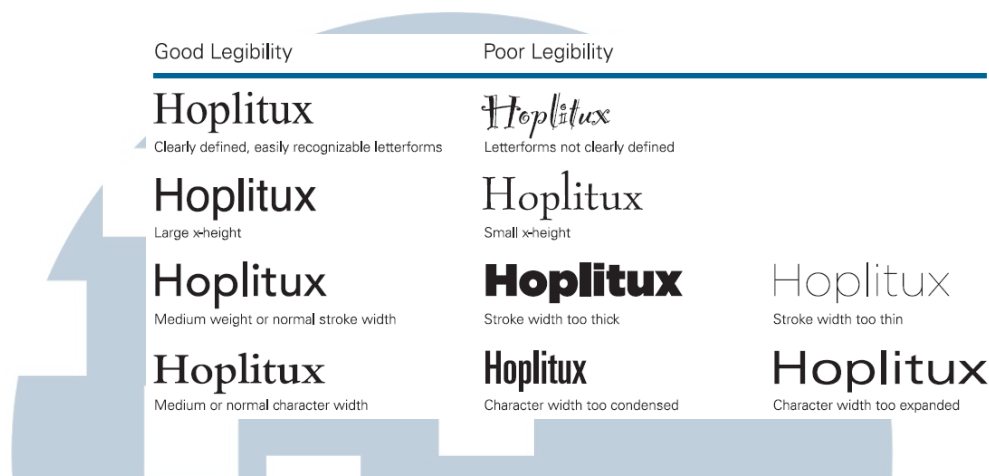 Good Legibility Poor Legibility
Hoplitux Hoplitux
Clearly defined, easily recognizable letterforms Letterforms not clearly defined
Hoplitux Hoplitux
Large x-height Small x-height
Hoplitux Hoplitux Hoplitux
Medium weight or normal stroke width Stroke width too thick Stroke width too thin
Hoplitux Hoplitux Hoplitux
Medium or normal character width Character width too condensed Character width too expanded